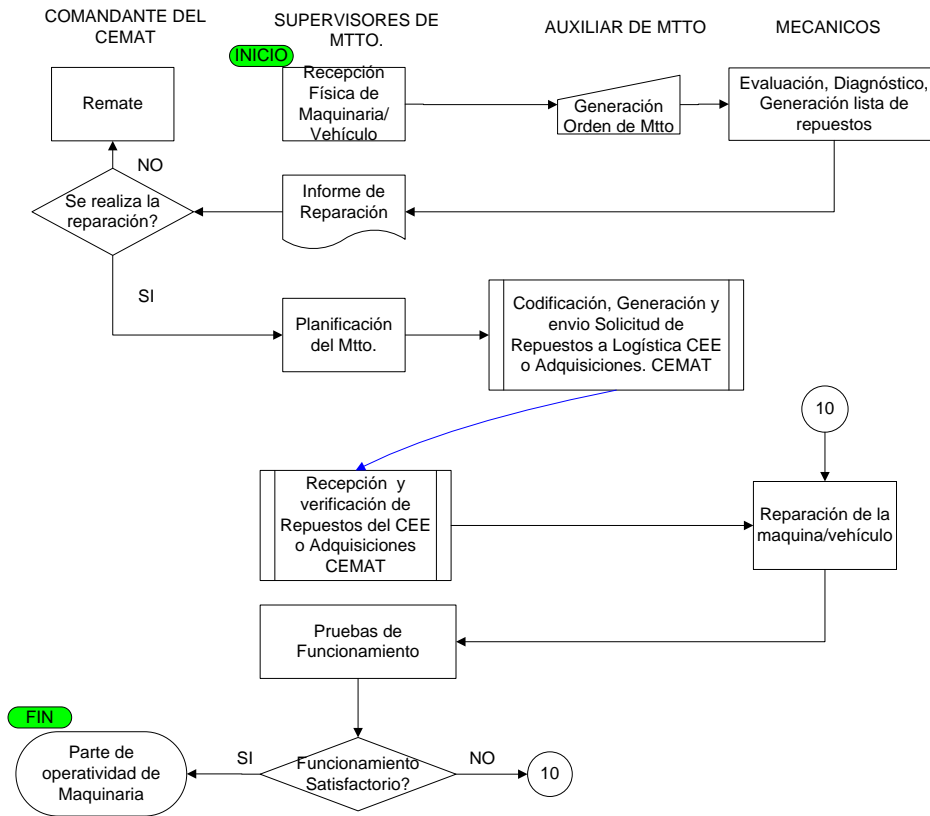 COMANDANTE DEL
CEMAT
SUPERVISORES DE
MTTO.
AUXILIAR DE MTTO
MECANICOS
INICIO
Remate
Recepción
Física de
Maquinaria/
Vehículo
Generación
Orden de Mtto
Evaluación, Diagnóstico,
Generación lista de
repuestos
NO
Se realiza la
reparación?
Informe de
Reparación
SI
Planificación
del Mtto.
Codificación, Generación y
envio Solicitud de
Repuestos a Logística CEE
o Adquisiciones. CEMAT
10
Recepción y
verificación de
Repuestos del CEE
o Adquisiciones
CEMAT
Reparación de la
maquina/vehículo
Pruebas de
Funcionamiento
FIN
Parte de
operatividad de
Maquinaria
SI
Funcionamiento
Satisfactorio?
NO
10